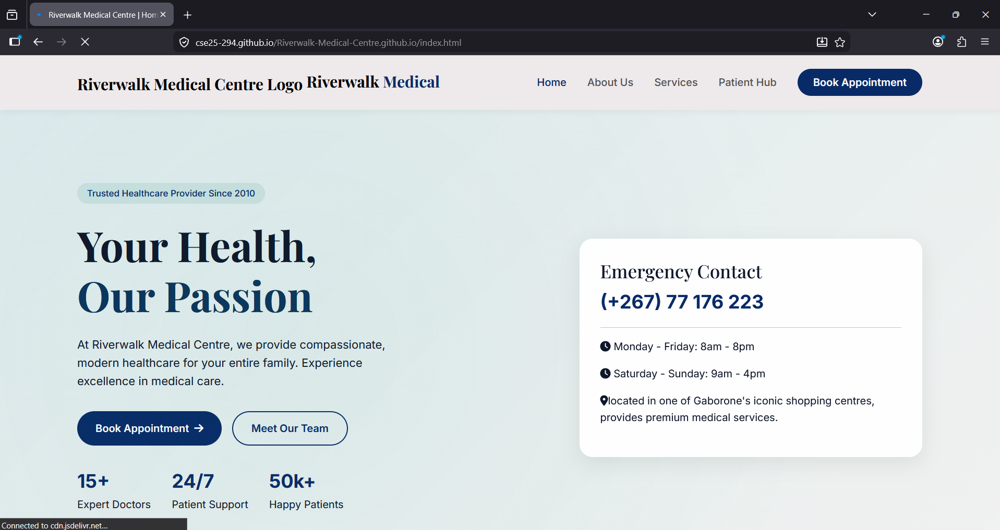 Riverwalk Medical Centre | Hom
cse25-294.github.io/Riverwalk-Medical-Centre.github.io/index.html
Riverwalk Medical Centre Logo Riverwalk Medical
Home About Us Services Patient Hub Book Appointment
Trusted Healthcare Provider Since 2010
Your Health,
Our Passion
At Riverwalk Medical Centre, we provide compassionate,
modern healthcare for your entire family. Experience
excellence in medical care.
Book Appointment Meet Our Team
15+ 24/7 50k+
Expert Doctors Patient Support Happy Patients
Emergency Contact
(+267) 77 176 223
Monday - Friday: 8am - 8pm
Saturday - Sunday: 9am - 4pm
located in one of Gaborone's iconic shopping centres,
provides premium medical services.
Connected to cdn.jsdelivr.net...